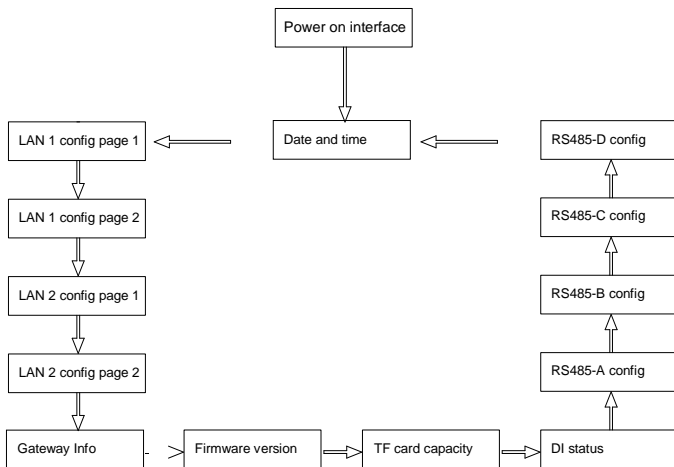 Power on interface
LAN 1 config page 1
Date and time
RS485-D config
LAN 1 config page 2
RS485-C config
LAN 2 config page 1
RS485-B config
LAN 2 config page 2
RS485-A config
Gateway Info
Firmware version
TF card capacity
DI status